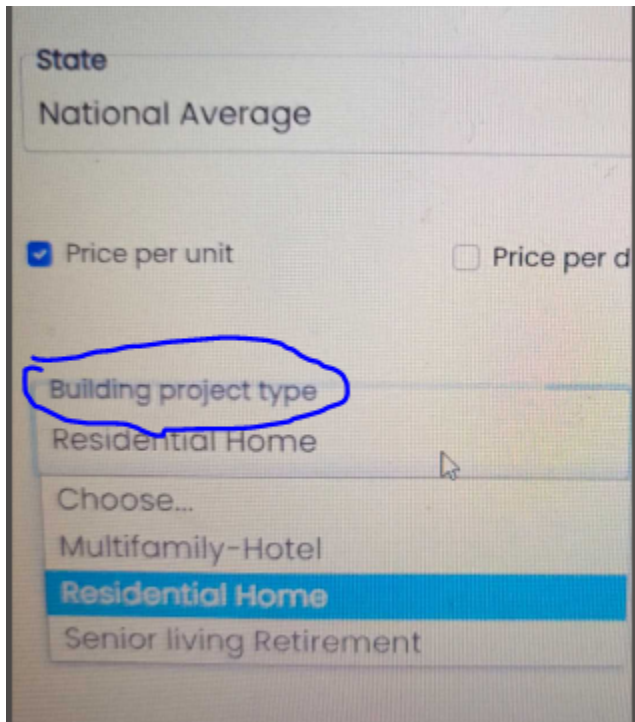 State
National Average
Price per unit
Price per d
Building project type
Residential Home
Choose...
Multifamily-Hotel
Residential Home
Senior living Retirement